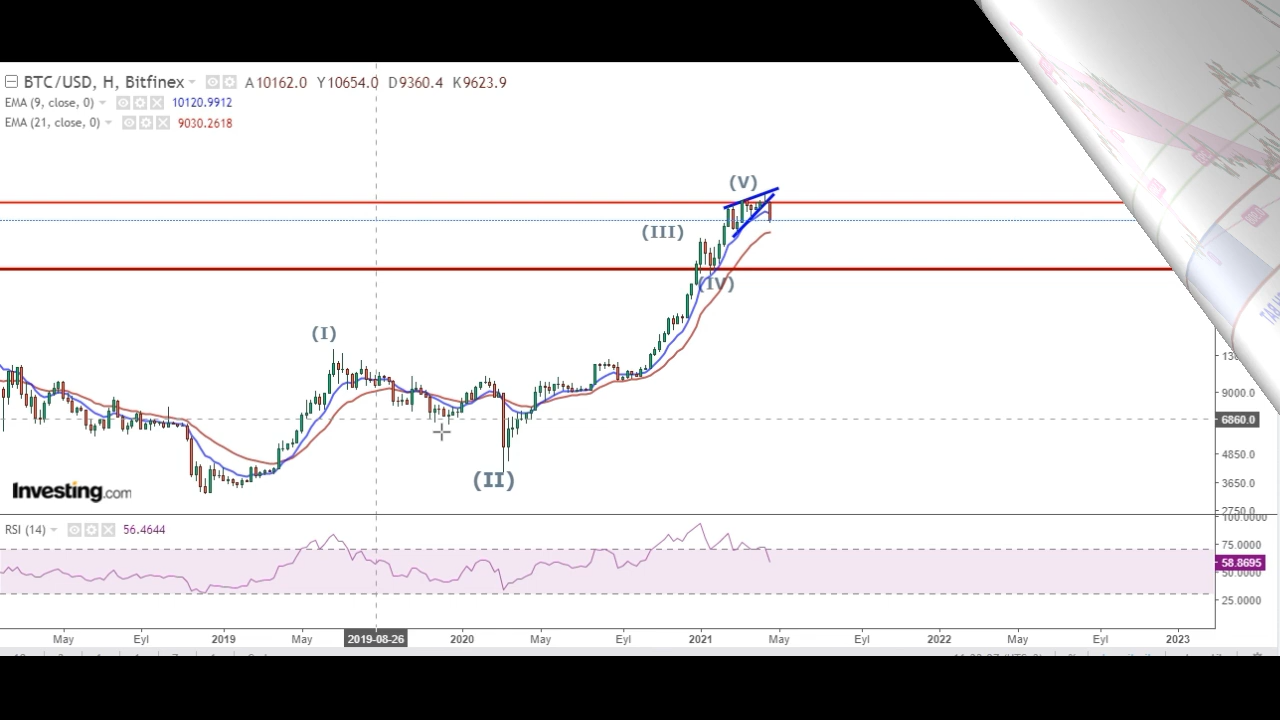 BTC/USD, H, Bitfinex A10162.0 Y10654.0 D9360.4 K9623.9
EMA (9, close, 0) 10120.9912
EMA (21, close, 0) 9030.2618
(V)
(III)
(IV)
(I)
9000.0
6860.0
4850.0
(II)
3650.0
Investing.com
2750.0
100.0000
RSI (14) 56.4644
75.0000
58.8695
50.0000
25.0000
May Eyl 2019 May 2019-08-26 2020 May Eyl 2021 May Eyl 2022 May Eyl 2023